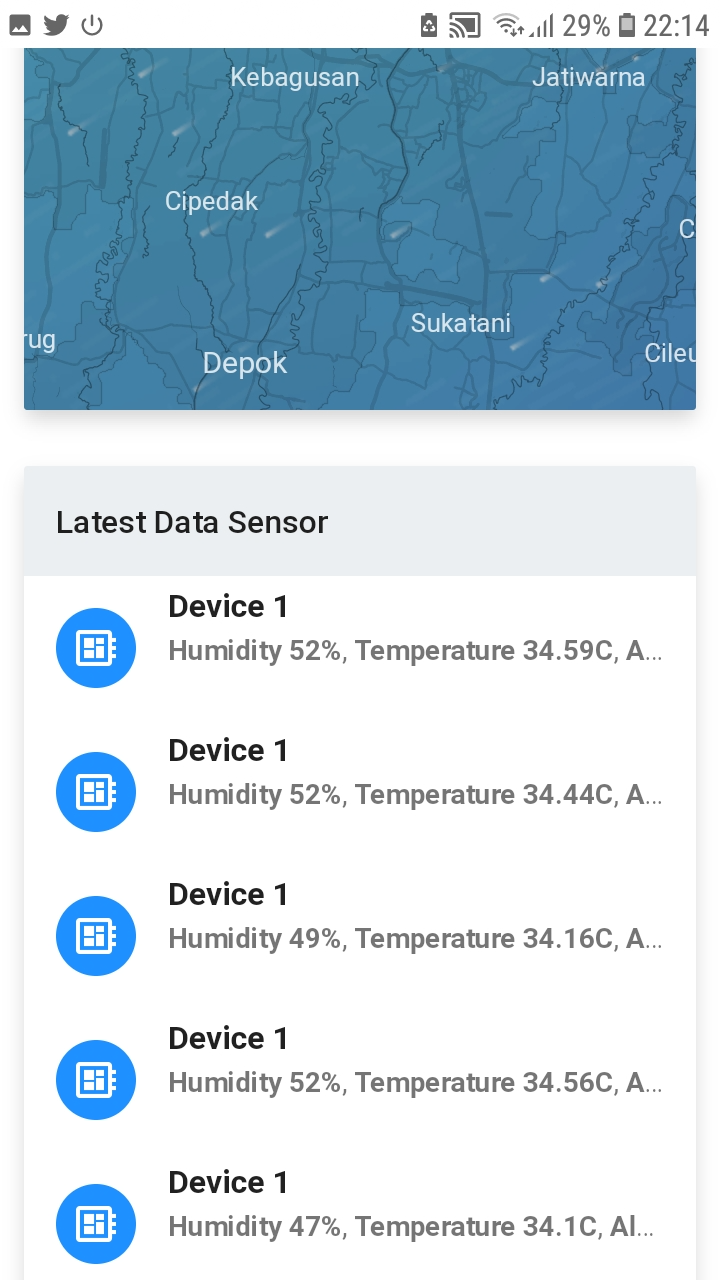 29% 22:14
Kebagusan Jatiwarna
Cipedak
C
Sukatani
rug
Cileu
Depok
Latest Data Sensor
Device 1
Humidity 52%, Temperature 34.59C, A...
Device 1
Humidity 52%, Temperature 34.44C, A...
Device 1
Humidity 49%, Temperature 34.16C, A...
Device 1
Humidity 52%, Temperature 34.56C, A...
Device 1
Humidity 47%, Temperature 34.1C, Al...